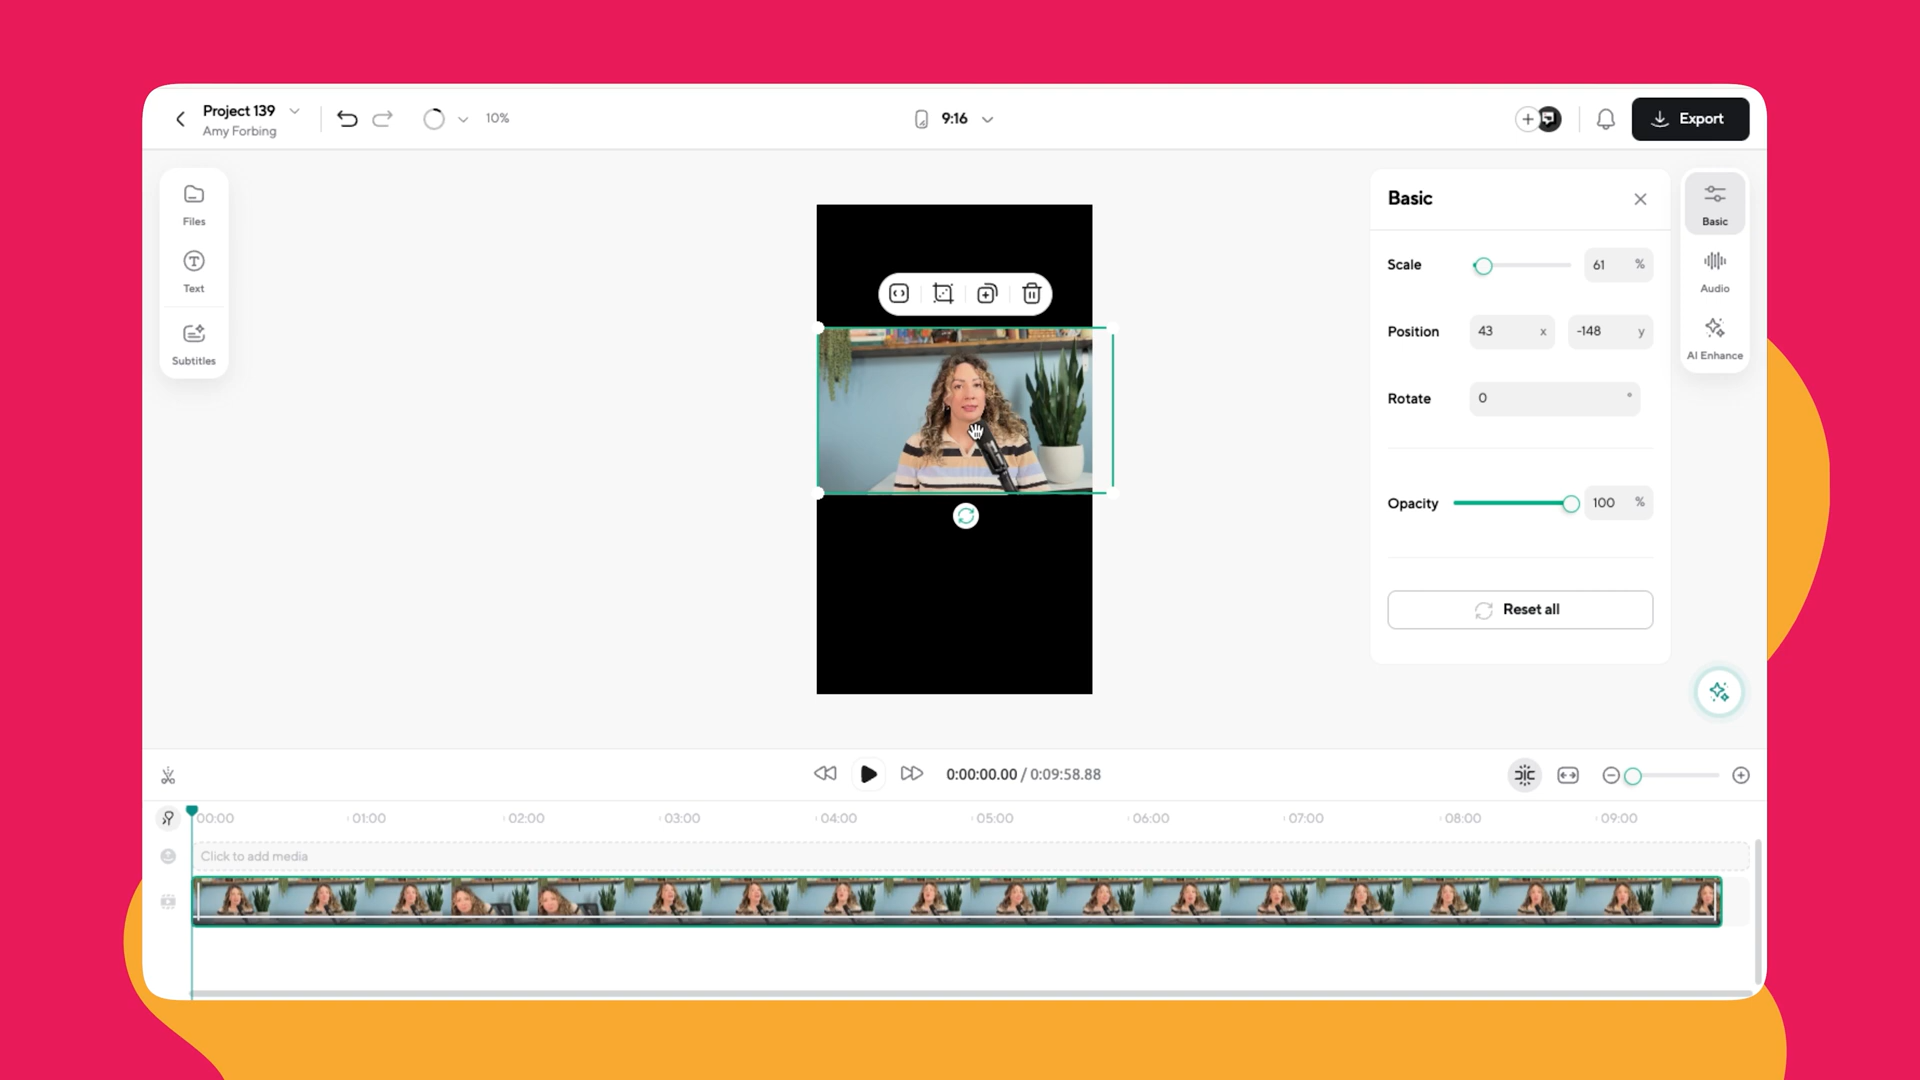 Project 139
Amy Forbing
10%
9:16
Export
Files
Text
Subtitles
Basic
Scale
61 %
Position
43 x
-148 y
Rotate
0 °
Opacity
100 %
Reset all
Basic
Audio
AI Enhance
0:00:00.00 / 0:09:58.88
00:00 01:00 02:00 03:00 04:00 05:00 06:00 07:00 08:00 09:00
Click to add media